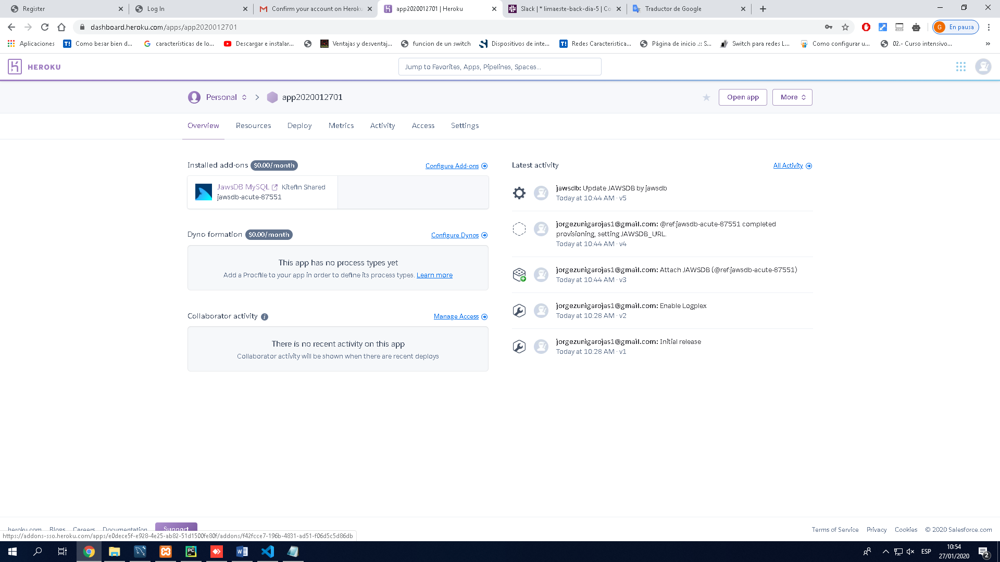 Register
Log In
Confirm your account on Heroku
app2020012701 | Heroku
Slack | * limaeste-back-dia-5 | Co
Traductor de Google
dashboard.heroku.com/apps/app2020012701
G
En pausa
Aplicaciones
Como besar bien d...
características de lo...
Descargar e instalar...
Ventajas y desventaj...
funcion de un switch
Dispositivos de inte...
Redes Caracteristica...
Página de inicio .:: S...
Switch para redes L...
Como configurar u...
02.- Curso intensivo...
»
HEROKU
Jump to Favorites, Apps, Pipelines, Spaces...
Personal
app2020012701
Open app
More
Overview
Resources
Deploy
Metrics
Activity
Access
Settings
Installed add-ons $0.00/month
Configure Add-ons
JawsDB MySQL Kitefin Shared
jawsdb-acute-87551
Dyno formation $0.00/month
Configure Dynos
This app has no process types yet
Add a Procfile to your app in order to define its process types. Learn more
Collaborator activity
Manage Access
There is no recent activity on this app
Collaborator activity will be shown when there are recent deploys
Latest activity
All Activity
jawsdb: Update JAWSDB by jawsdb
Today at 10:44 AM · v5
jorgezunigarojas1@gmail.com: @ref:jawsdb-acute-87551 completed
provisioning, setting JAWSDB_URL.
Today at 10:44 AM · v4
jorgezunigarojas1@gmail.com: Attach JAWSDB (@ref:jawsdb-acute-87551)
Today at 10:44 AM · v3
jorgezunigarojas1@gmail.com: Enable Logplex
Today at 10:28 AM · v2
jorgezunigarojas1@gmail.com: Initial release
Today at 10:28 AM · v1
heroku.com
Blogs
Careers
Documentation
Support
Terms of Service
Privacy
Cookies
© 2020 Salesforce.com
https://addons-sso.heroku.com/apps/e0dece5f-e928-4e25-ab82-51d1500fe80f/addons/f42fcce7-196b-4831-ad51-f06d5c5d86db
ESP
10:54
27/01/2020
2